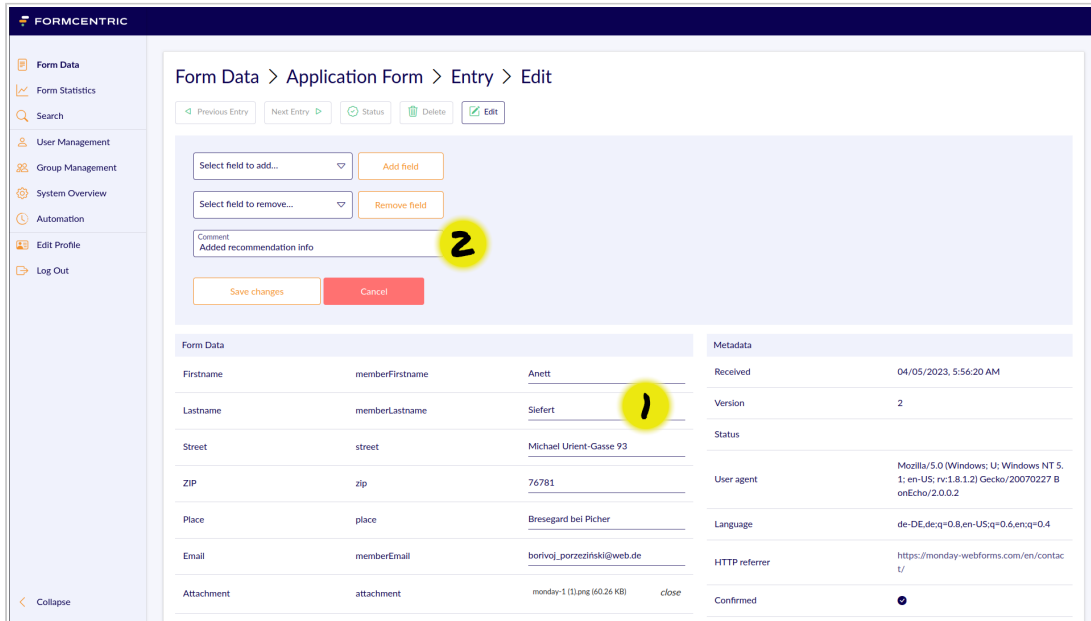 FORMCENTRIC
Form Data
Form Statistics
Search
User Management
Group Management
System Overview
Automation
Edit Profile
Log Out
Collapse
Form Data > Application Form > Entry > Edit
Previous Entry Next Entry Status Delete Edit
Select field to add... Add field
Select field to remove... Remove field
Comment
Added recommendation info
2
Save changes Cancel
Form Data
Firstname memberFirstname Anett
Lastname memberLastname Siefert
1
Street street Michael Urient-Gasse 93
ZIP zip 76781
Place place Bresegard bei Picher
Email memberEmail borivoj_porzeziński@web.de
Attachment attachment monday-1 (1).png (60.26 KB) close
Metadata
Received 04/05/2023, 5:56:20 AM
Version 2
Status
User agent Mozilla/5.0 (Windows; U; Windows NT 5.
1; en-US; rv:1.8.1.2) Gecko/20070227 B
onEcho/2.0.0.2
Language de-DE,de;q=0.8,en-US;q=0.6,en;q=0.4
HTTP referrer https://monday-webforms.com/en/contac
t/
Confirmed